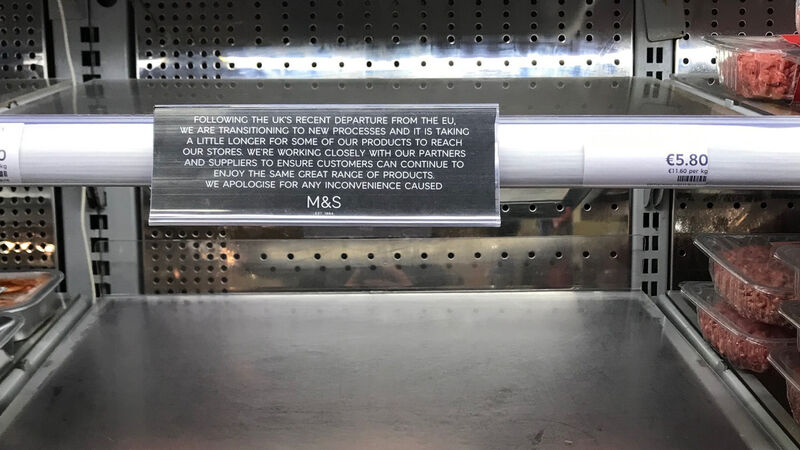 FOLLOWING THE UK'S RECENT DEPARTURE FROM THE EU,
WE ARE TRANSITIONING TO NEW PROCESSES AND IT IS TAKING
A LITTLE LONGER FOR SOME OF OUR PRODUCTS TO REACH
OUR STORES. WE'RE WORKING CLOSELY WITH OUR PARTNERS
AND SUPPLIERS TO ENSURE CUSTOMERS CAN CONTINUE TO
ENJOY THE SAME GREAT RANGE OF PRODUCTS.
WE APOLOGISE FOR ANY INCONVENIENCE CAUSED
M&S
EST. 1884
€5.80
€11.60 per kg